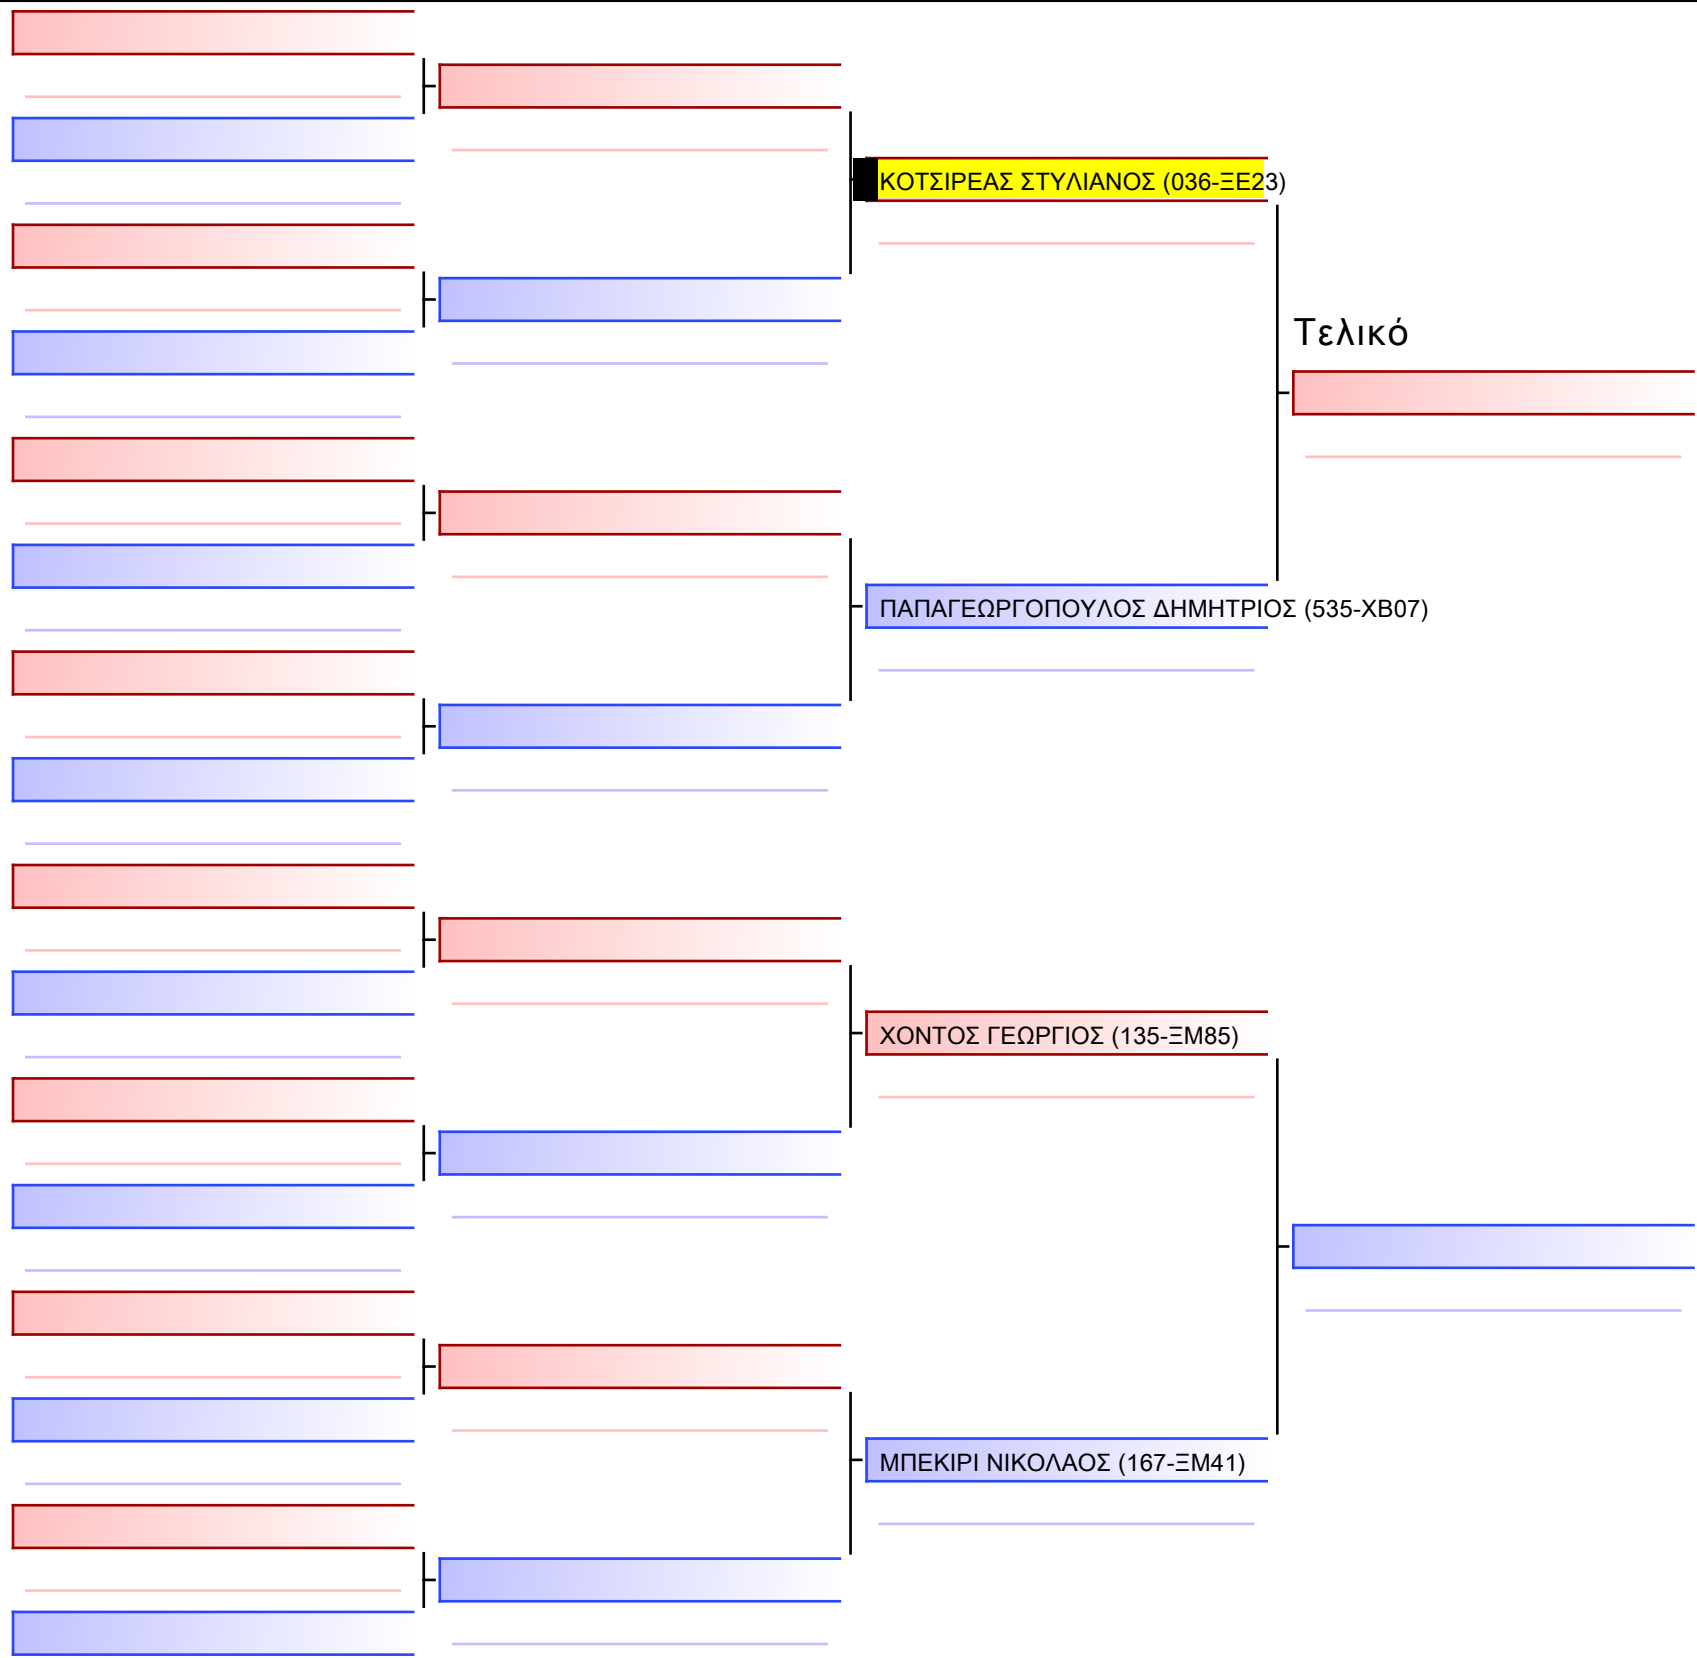 ΚΟΤΣΙΡΕΑΣ ΣΤΥΛΙΑΝΟΣ (036-ΞΕ23)
Τελικό
ΠΑΠΑΓΕΩΡΓΟΠΟΥΛΟΣ ΔΗΜΗΤΡΙΟΣ (535-ΧΒ07)
ΧΟΝΤΟΣ ΓΕΩΡΓΙΟΣ (135-ΞΜ85)
ΜΠΕΚΙΡΙ ΝΙΚΟΛΑΟΣ (167-ΞΜ41)